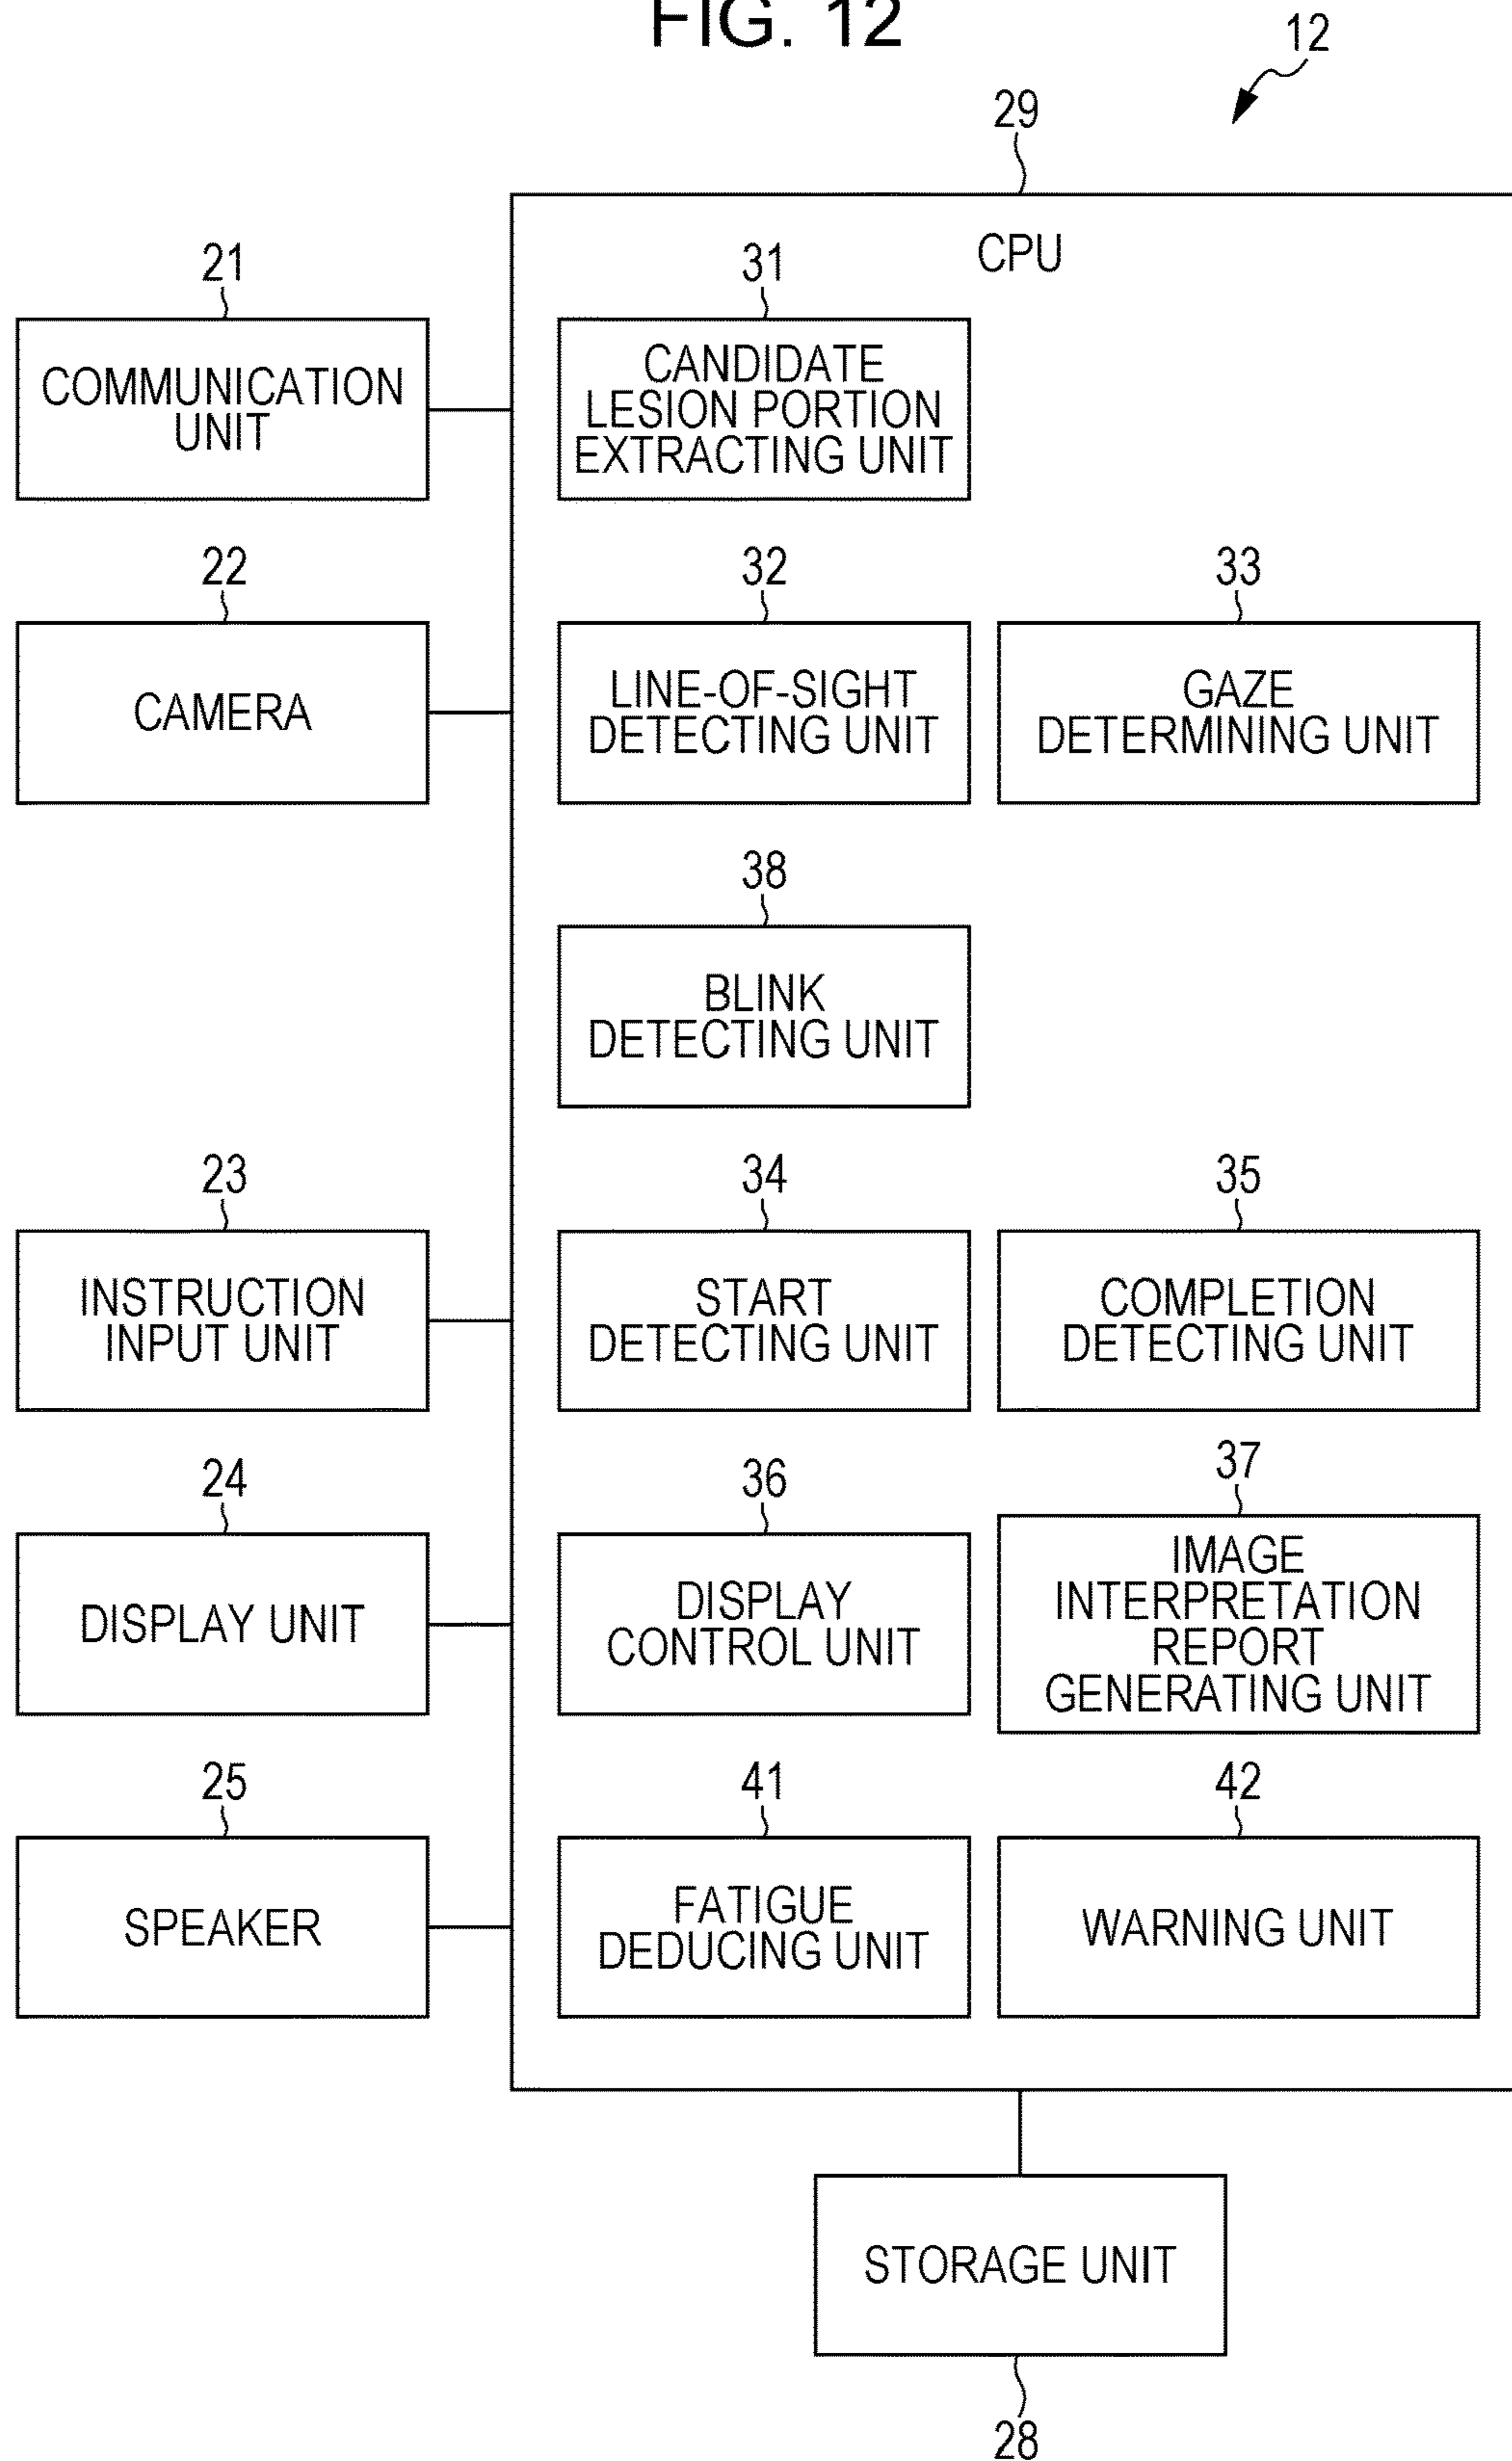 FIG. 12
12
29
CPU
21
COMMUNICATION
UNIT
31
CANDIDATE
LESION PORTION
EXTRACTING UNIT
22
CAMERA
32
LINE-OF-SIGHT
DETECTING UNIT
33
GAZE
DETERMINING UNIT
38
BLINK
DETECTING UNIT
23
INSTRUCTION
INPUT UNIT
34
START
DETECTING UNIT
35
COMPLETION
DETECTING UNIT
24
DISPLAY UNIT
36
DISPLAY
CONTROL UNIT
37
IMAGE
INTERPRETATION
REPORT
GENERATING UNIT
25
SPEAKER
41
FATIGUE
DEDUCING UNIT
42
WARNING UNIT
STORAGE UNIT
28